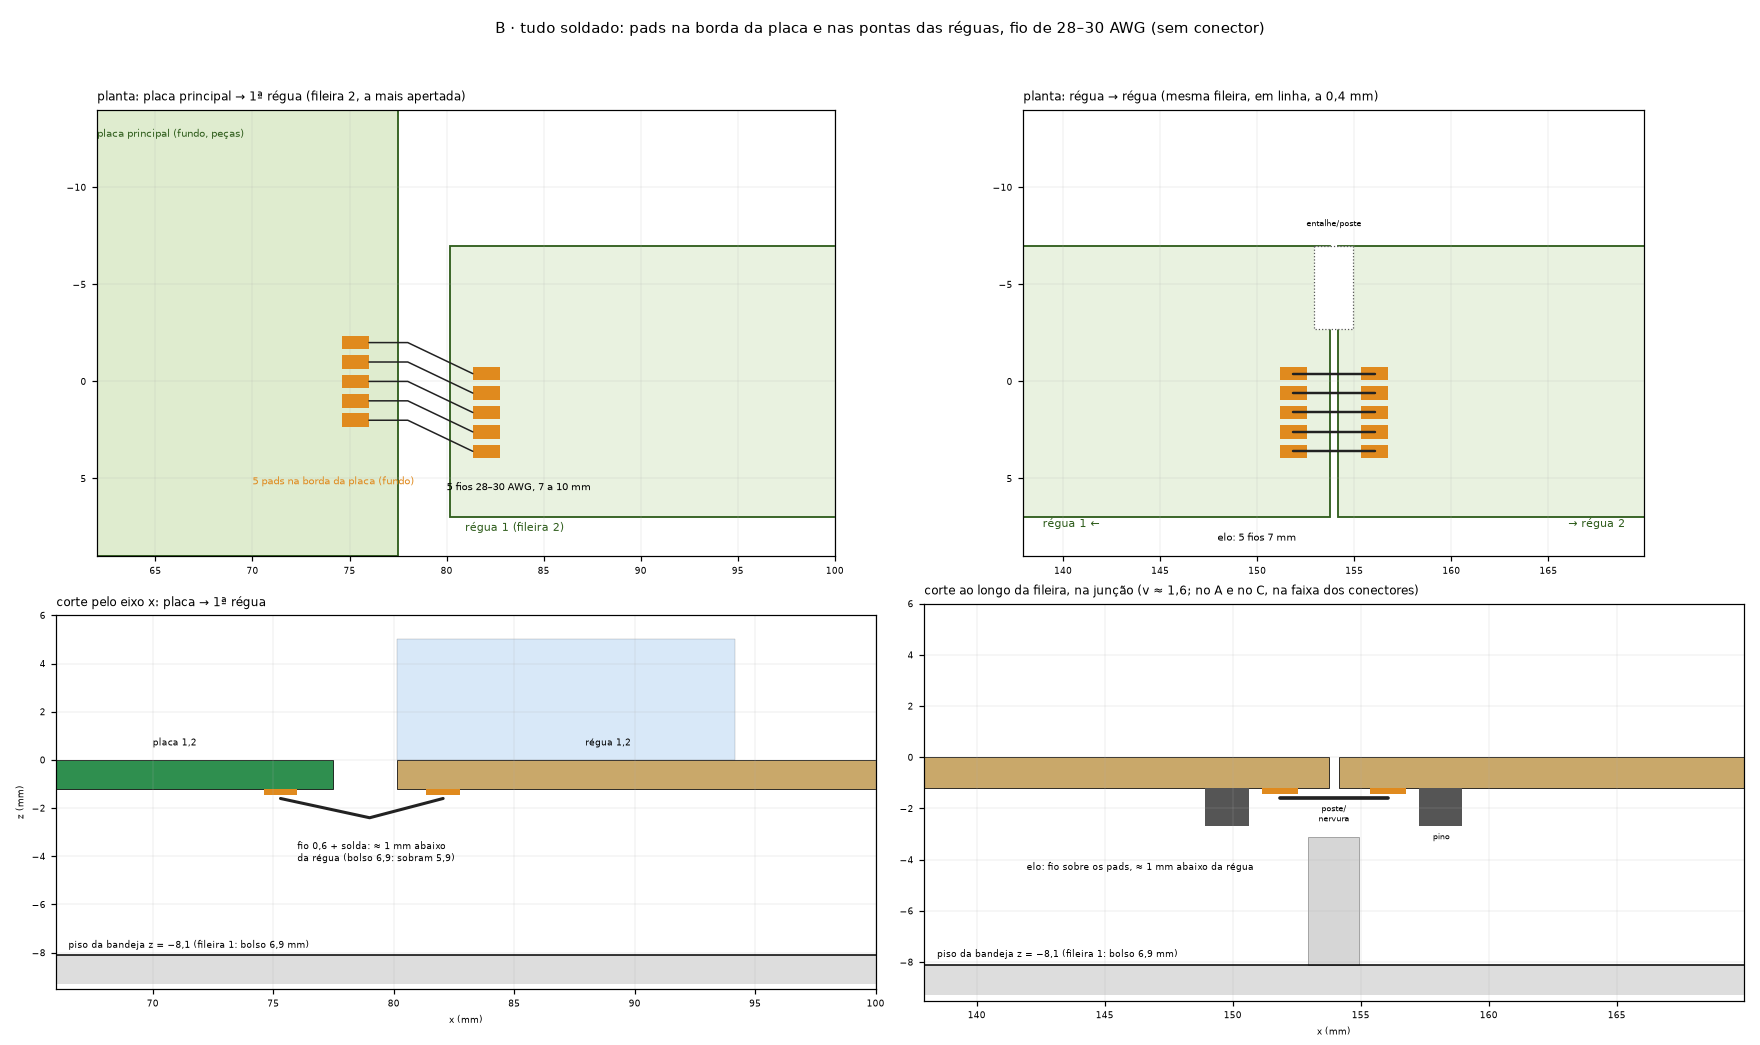 B · tudo soldado: pads na borda da placa e nas pontas das réguas, fio de 28–30 AWG (sem conector)
planta: placa principal → 1ª régua (fileira 2, a mais apertada)
placa principal (fundo, peças)
−10
−5
0
5
5 pads na borda da placa (fundo)
5 fios 28–30 AWG, 7 a 10 mm
régua 1 (fileira 2)
65
70
75
80
85
90
95
100
planta: régua → régua (mesma fileira, em linha, a 0,4 mm)
−10
−5
0
5
entalhe/poste
régua 1 ←
→ régua 2
elo: 5 fios 7 mm
140
145
150
155
160
165
corte pelo eixo x: placa → 1ª régua
6
4
2
0
−2
−4
−6
−8
z (mm)
placa 1,2
régua 1,2
fio 0,6 + solda: ≈ 1 mm abaixo
da régua (bolso 6,9: sobram 5,9)
piso da bandeja z = −8,1 (fileira 1: bolso 6,9 mm)
70
75
80
85
90
95
100
x (mm)
corte ao longo da fileira, na junção (v ≈ 1,6; no A e no C, na faixa dos conectores)
6
4
2
0
−2
−4
−6
−8
poste/
nervura
pino
elo: fio sobre os pads, ≈ 1 mm abaixo da régua
piso da bandeja z = −8,1 (fileira 1: bolso 6,9 mm)
140
145
150
155
160
165
x (mm)